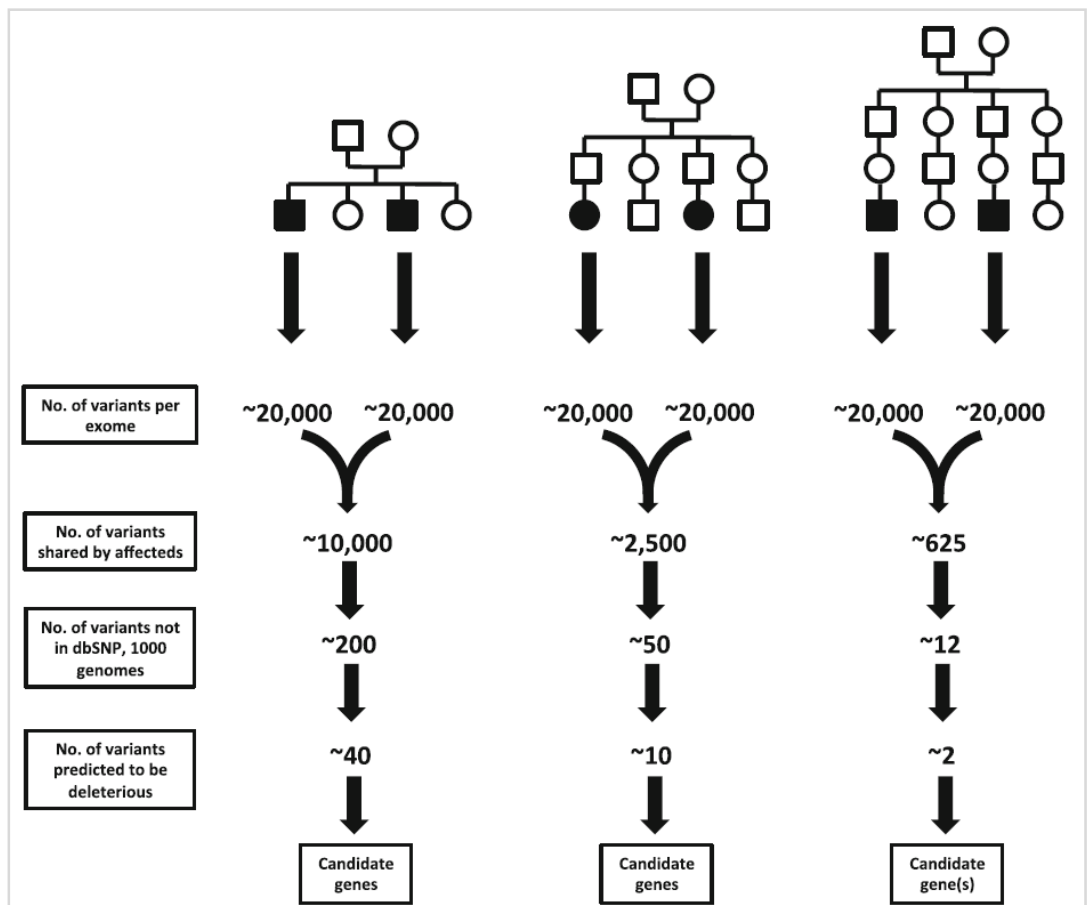 No. of variants per
exome
~20,000 ~20,000
~20,000 ~20,000
~20,000 ~20,000
No. of variants
shared by affecteds
~10,000
~2,500
~625
No. of variants not
in dbSNP, 1000
genomes
~200
~50
~12
No. of variants
predicted to be
deleterious
~40
~10
~2
Candidate
genes
Candidate
genes
Candidate
gene(s)